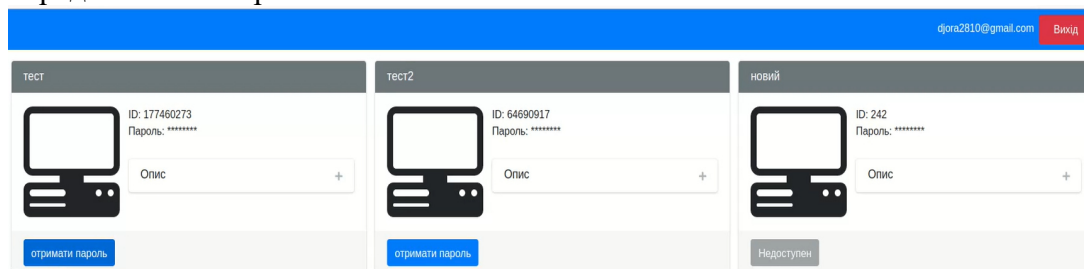 djora2810@gmail.com Вихід
тест
ID: 177460273
Пароль: ********
Опис +
отримати пароль
тест2
ID: 64690917
Пароль: ********
Опис +
отримати пароль
новий
ID: 242
Пароль: ********
Опис +
Недоступен